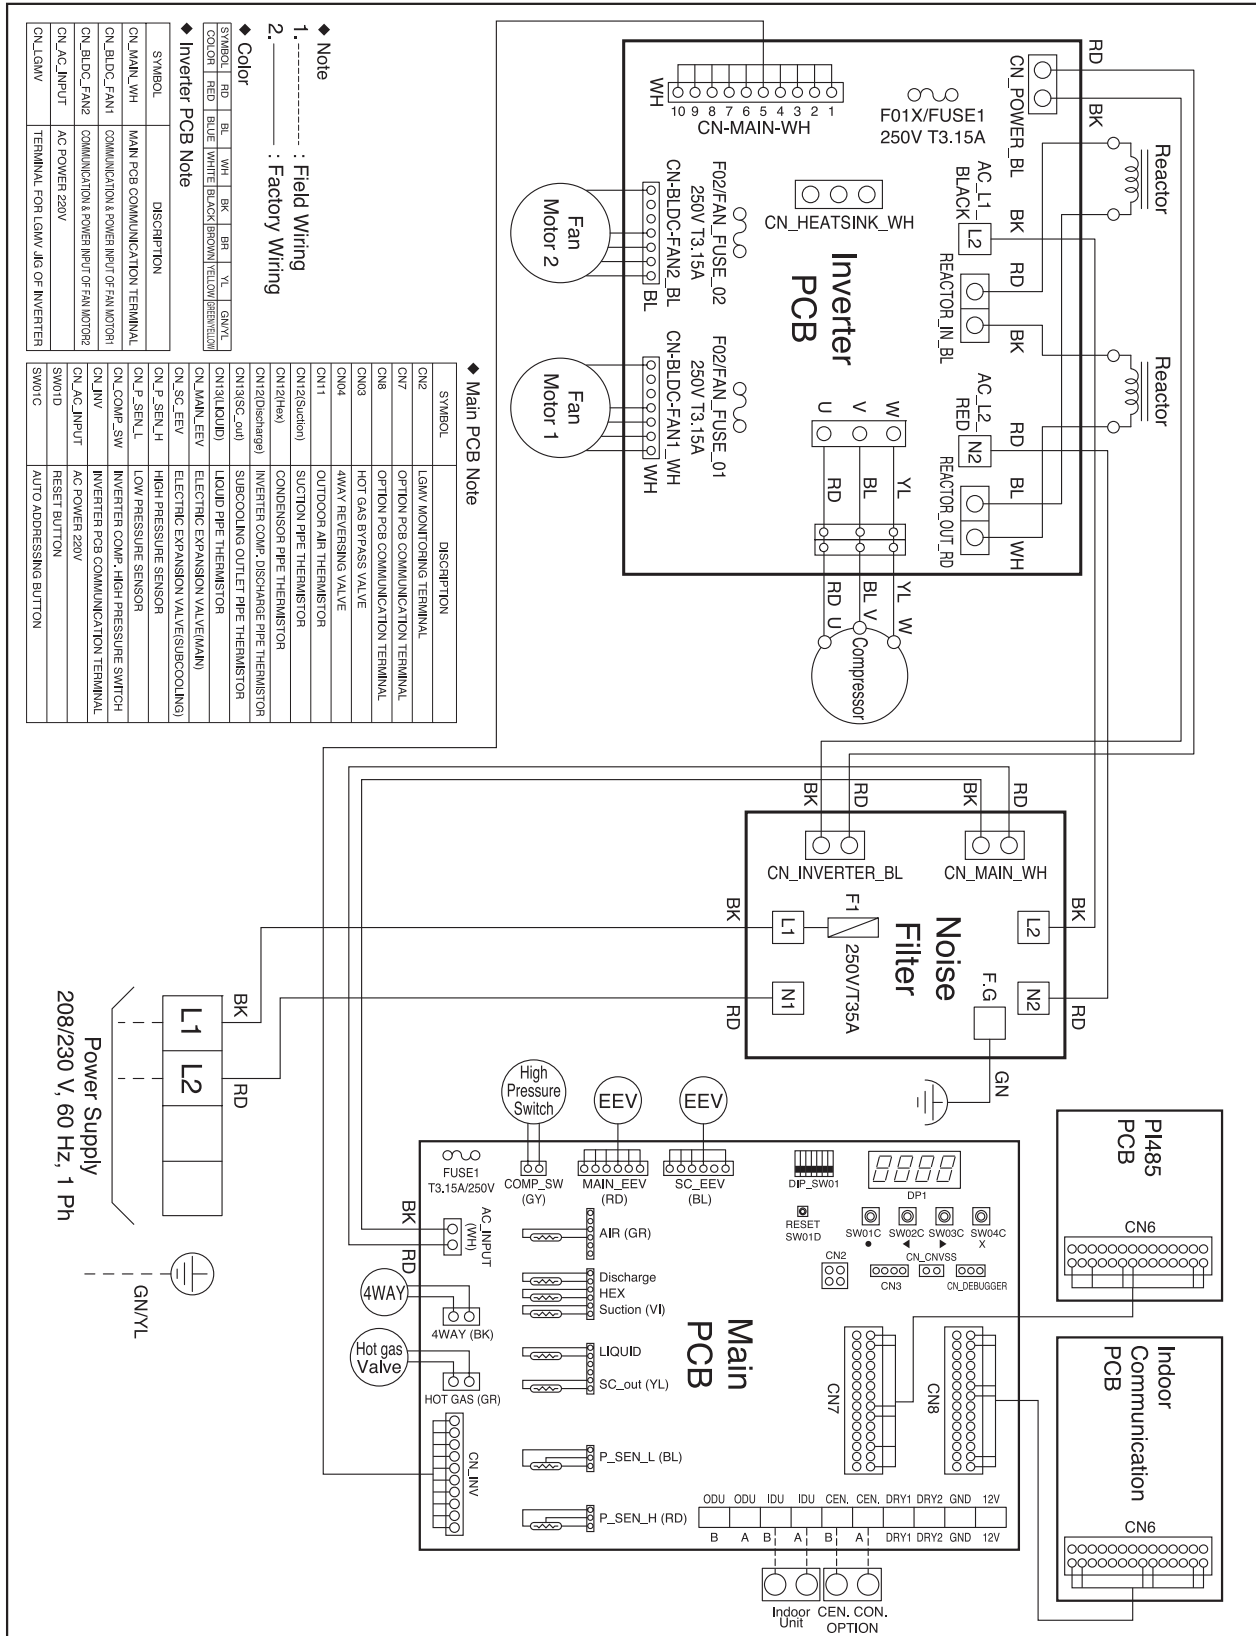 ◆ Note
1.---------- : Field Wiring
2.────── : Factory Wiring
◆ Color
SYMBOL RD BL WH BK BR YL GN/YL
COLOR RED BLUE WHITE BLACK BROWN YELLOW GREEN/YELLOW
◆ Inverter PCB Note
SYMBOL DISCRIPTION
CN_MAIN_WH MAIN PCB COMMUNICATION TERMINAL
CN_BLDC_FAN1 COMMUNICATION & POWER INPUT OF FAN MOTOR1
CN_BLDC_FAN2 COMMUNICATION & POWER INPUT OF FAN MOTOR2
CN_AC_INPUT AC POWER 220V
CN_LGMV TERMINAL FOR LGMV JIG OF INVERTER
◆ Main PCB Note
SYMBOL DISCRIPTION
CN2 LGMV MONITORING TERMINAL
CN7 OPTION PCB COMMUNICATION TERMINAL
CN8 OPTION PCB COMMUNICATION TERMINAL
CN03 HOT GAS BYPASS VALVE
CN04 4WAY REVERSING VALVE
CN11 OUTDOOR AIR THERMISTOR
CN12(Suction) SUCTION PIPE THERMISTOR
CN12(Hex) CONDENSOR PIPE THERMISTOR
CN12(Discharge) INVERTER COMP. DISCHARGE PIPE THERMISTOR
CN13(SC_out) SUBCOOLING OUTLET PIPE THERMISTOR
CN13(LIQUID) LIQUID PIPE THERMISTOR
CN_MAIN_EEV ELECTRIC EXPANSION VALVE(MAIN)
CN_SC_EEV ELECTRIC EXPANSION VALVE(SUBCOOLING)
CN_P_SEN_H HIGH PRESSURE SENSOR
CN_P_SEN_L LOW PRESSURE SENSOR
CN_COMP_SW INVERTER COMP. HIGH PRESSURE SWITCH
CN_INV INVERTER PCB COMMUNICATION TERMINAL
CN_AC_INPUT AC POWER 220V
SW01D RESET BUTTON
SW01C AUTO ADDRESSING BUTTON
RD
BK
CN_POWER_BL
F01X/FUSE1
250V T3.15A
WH
10 9 8 7 6 5 4 3 2 1
CN-MAIN-WH
CN_HEATSINK_WH
Reactor
Reactor
AC_L1_
BLACK
L2
BK
RD
REACTOR_IN_BL
BK
AC_L2_
RED
N2
RD
BL
REACTOR_OUT_RD
WH
Inverter
PCB
F02/FAN_FUSE_02
250V T3.15A
CN-BLDC-FAN2_BL
BL
Fan
Motor 2
F02/FAN_FUSE_01
250V T3.15A
CN-BLDC-FAN1_WH
WH
Fan
Motor 1
U V W
RD BL YL
RD BL YL
U V W
Compressor
BK RD BK RD
CN_INVERTER_BL
CN_MAIN_WH
BK
L1
F1
250V/T35A
Noise
Filter
L2
BK
RD
N1
F.G
N2
RD
GN
L1
L2
BK
RD
Power Supply
208/230 V, 60 Hz, 1 Ph
GN/YL
High
Pressure
Switch
EEV
EEV
FUSE1
T3.15A/250V
COMP_SW
(GY)
MAIN_EEV
(RD)
SC_EEV
(BL)
DIP_SW01
DP1
RESET
SW01D
SW01C SW02C SW03C SW04C
● ◀ ▶ X
CN2
CN3
CN_CNVSS
CN_DEBUGGER
BK
RD
AC_INPUT
(WH)
AIR (GR)
Discharge
HEX
Suction (VI)
4WAY
4WAY (BK)
Hot gas
Valve
HOT GAS (GR)
LIQUID
SC_out (YL)
Main
PCB
CN7
CN8
CN_INV
P_SEN_L (BL)
P_SEN_H (RD)
ODU ODU IDU IDU CEN. CEN. DRY1 DRY2 GND 12V
B A B A B A DRY1 DRY2 GND 12V
Indoor
Unit
CEN. CON.
OPTION
PI485
PCB
CN6
Indoor
Communication
PCB
CN6